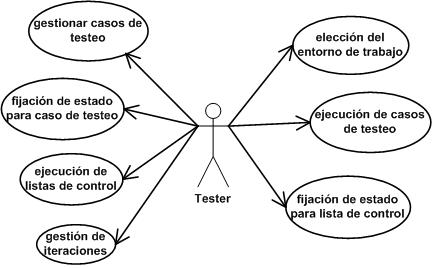 gestionar casos de
testeo
elección del
entorno de trabajo
fijación de estado
para caso de testeo
ejecución de casos
de testeo
ejecución de
listas de control
Tester
fijación de estado
para lista de control
gestión de
iteraciones